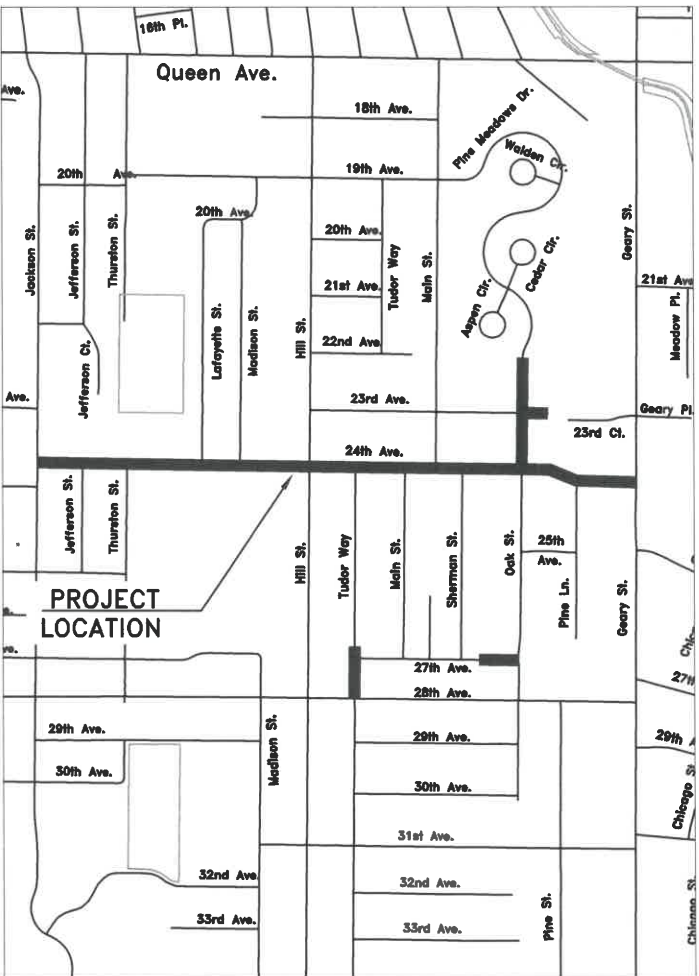 16th Pl.
Queen Ave.
Ave.
18th Ave.
Pine Meadows Dr.
Walden Cir.
20th Ave.
19th Ave.
Jackson St.
Jefferson St.
Thurston St.
20th Ave.
20th Ave.
Tudor Way
Main St.
Geary St.
Cedar Cir.
Aspen Cir.
21st Ave.
21st Ave
Meadow Pl.
Lafayette St.
Madison St.
Hill St.
22nd Ave.
Jefferson Ct.
Ave.
23rd Ave.
Geary Pl.
23rd Ct.
24th Ave.
Jefferson St.
Thurston St.
Hill St.
Tudor Way
Main St.
Sherman St.
Oak St.
25th
Ave.
Pine Ln.
Geary St.
PROJECT
LOCATION
27th Ave.
28th Ave.
27th
29th Ave.
Madison St.
29th Ave.
29th A
30th Ave.
30th Ave.
Chicago St
31st Ave.
32nd Ave.
32nd Ave.
33rd Ave.
33rd Ave.
Pine St.
Chicago St.